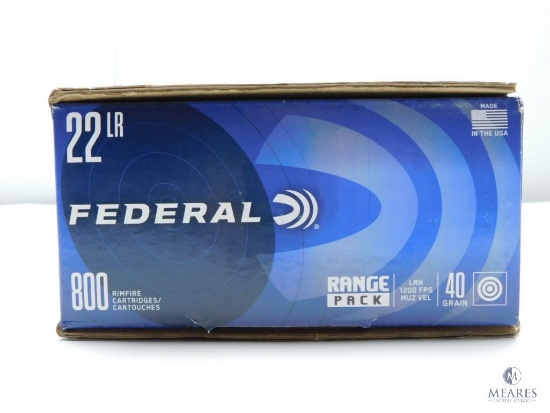 22 LR
MADE
IN THE USA
FEDERAL
®
800
RIMFIRE
CARTRIDGES/
CARTOUCHES
RANGE
PACK
LRN
1200 FPS
MUZ VEL
40
GRAIN
M
MEARES